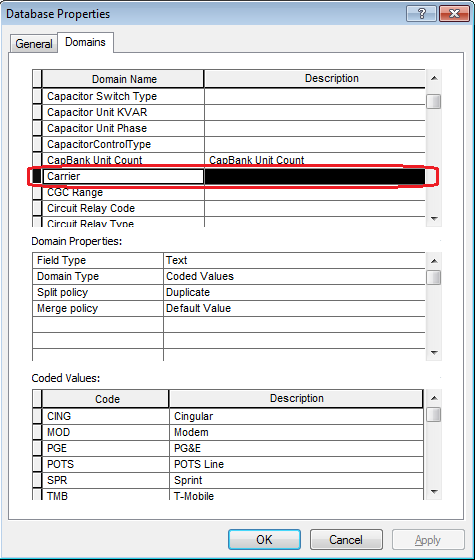 Database Properties
General Domains
Domain Name Description
Capacitor Switch Type
Capacitor Unit KVAR
Capacitor Unit Phase
CapacitorControlType
CapBank Unit Count CapBank Unit Count
Carrier
CGC Range
Circuit Relay Code
Circuit Relay Type
Domain Properties:
Field Type Text
Domain Type Coded Values
Split policy Duplicate
Merge policy Default Value
Coded Values:
Code Description
CING Cingular
MOD Modem
PGE PG&E
POTS POTS Line
SPR Sprint
TMB T-Mobile
OK Cancel Apply